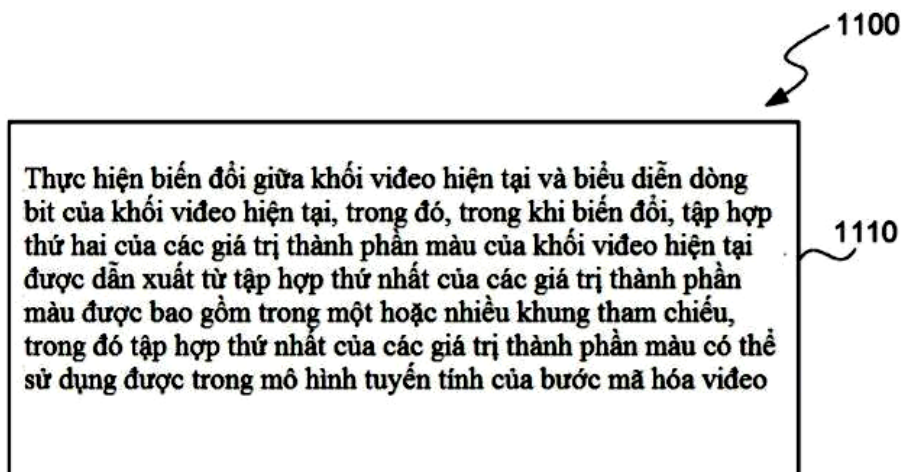 1100
Thực hiện biến đổi giữa khối viđeo hiện tại và biểu diễn dòng
bit của khối viđeo hiện tại, trong đó, trong khi biến đổi, tập hợp
thứ hai của các giá trị thành phần màu của khối viđeo hiện tại
được dẫn xuất từ tập hợp thứ nhất của các giá trị thành phần
màu được bao gồm trong một hoặc nhiều khung tham chiếu,
trong đó tập hợp thứ nhất của các giá trị thành phần màu có thể
sử dụng được trong mô hình tuyến tính của bước mã hóa viđeo
1110